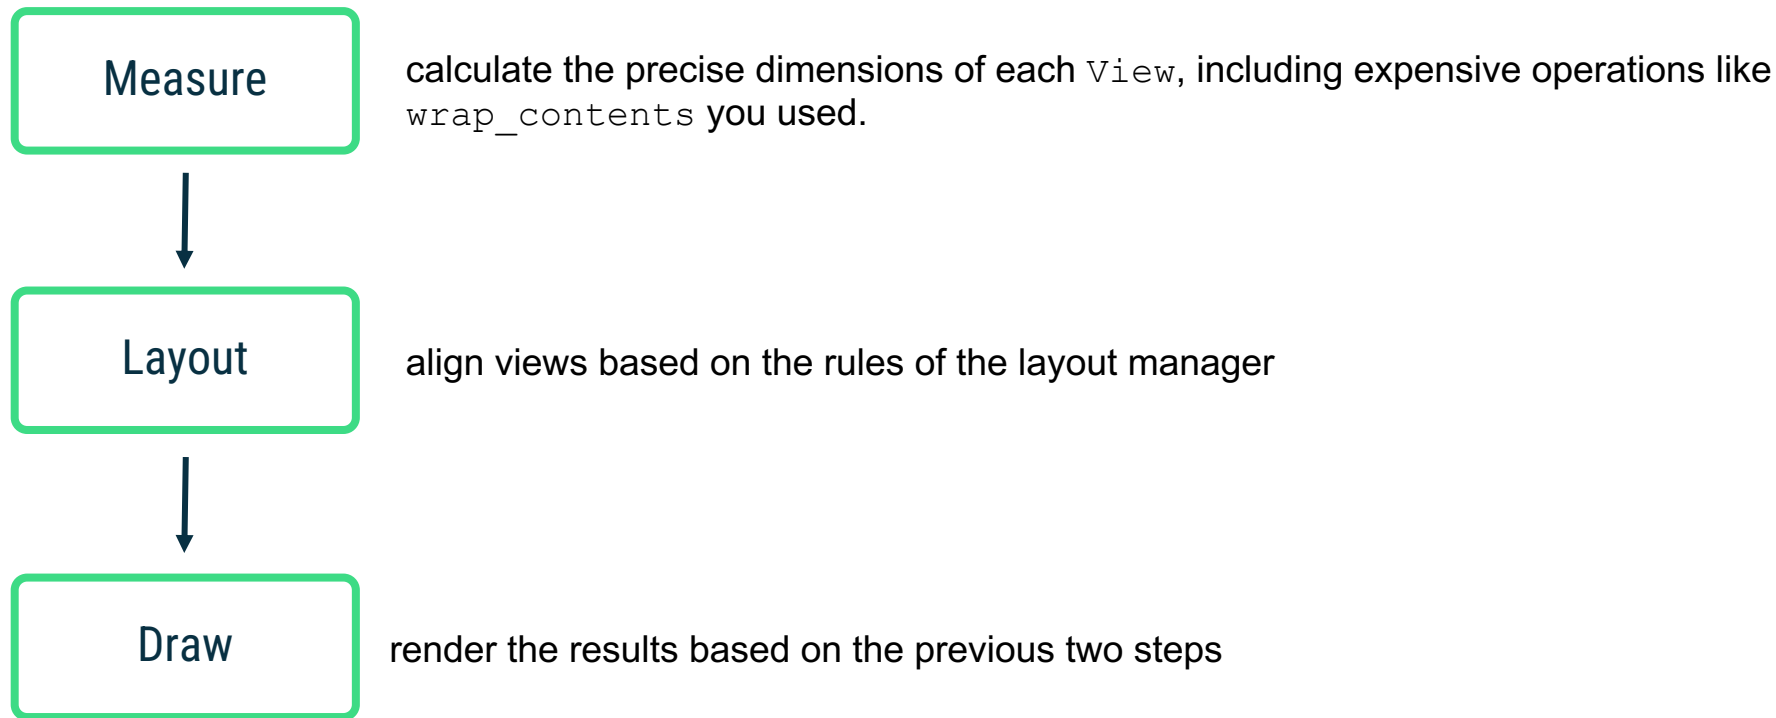 Measure
calculate the precise dimensions of each View, including expensive operations like
wrap_contents you used.
Layout
align views based on the rules of the layout manager
Draw
render the results based on the previous two steps